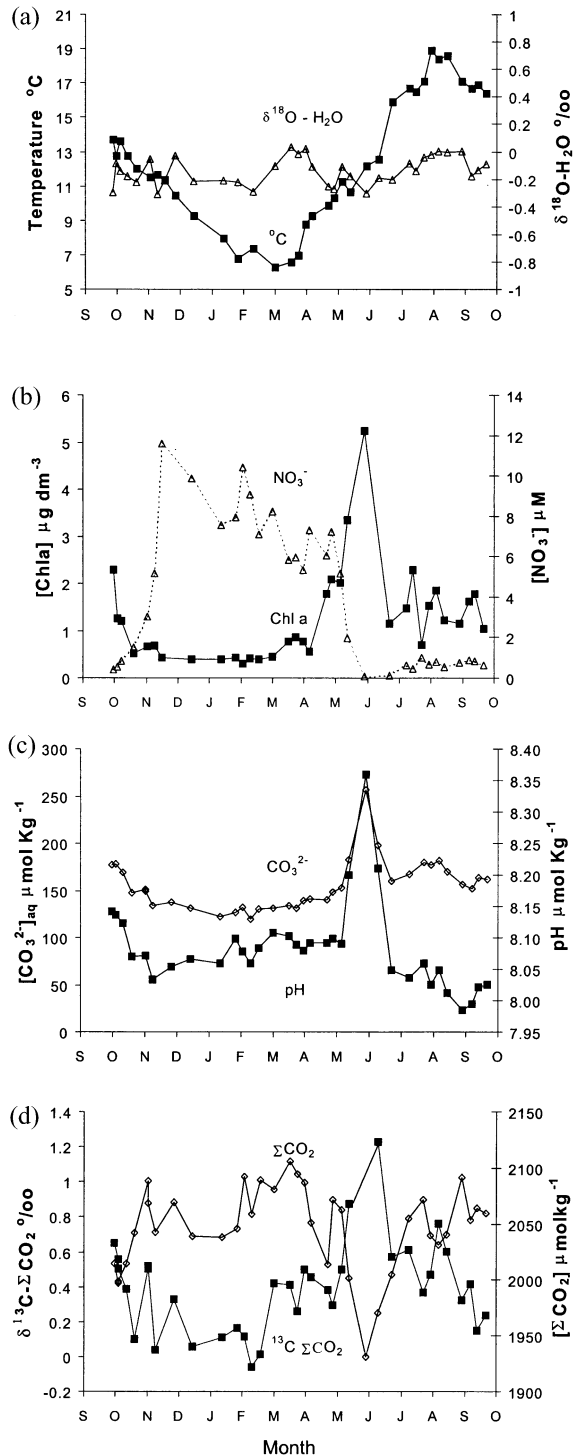 (a)
21
19
17
15
13
11
9
7
5
Temperature °C
1
0.8
0.6
0.4
0.2
0
-0.2
-0.4
-0.6
-0.8
-1
δ¹⁸O-H₂O °/oo
δ¹⁸O - H₂O
°C
S O N D J F M A M J J A S O
(b)
6
5
4
3
2
1
0
[Chla] µg dm⁻³
14
12
10
8
6
4
2
0
[NO₃⁻] µM
NO₃⁻
Chl a
S O N D J F M A M J J A S O
(c)
300
250
200
150
100
50
0
[CO₃²⁻]aq µmol Kg⁻¹
8.40
8.35
8.30
8.25
8.20
8.15
8.10
8.05
8.00
7.95
pH µmol Kg⁻¹
CO₃²⁻
pH
S O N D J F M A M J J A S O
(d)
1.4
1.2
1
0.8
0.6
0.4
0.2
0
-0.2
δ¹³C-ΣCO₂ °/oo
2150
2100
2050
2000
1950
1900
[ΣCO₂] µmolkg⁻¹
ΣCO₂
¹³C ΣCO₂
S O N D J F M A M J J A S O
Month